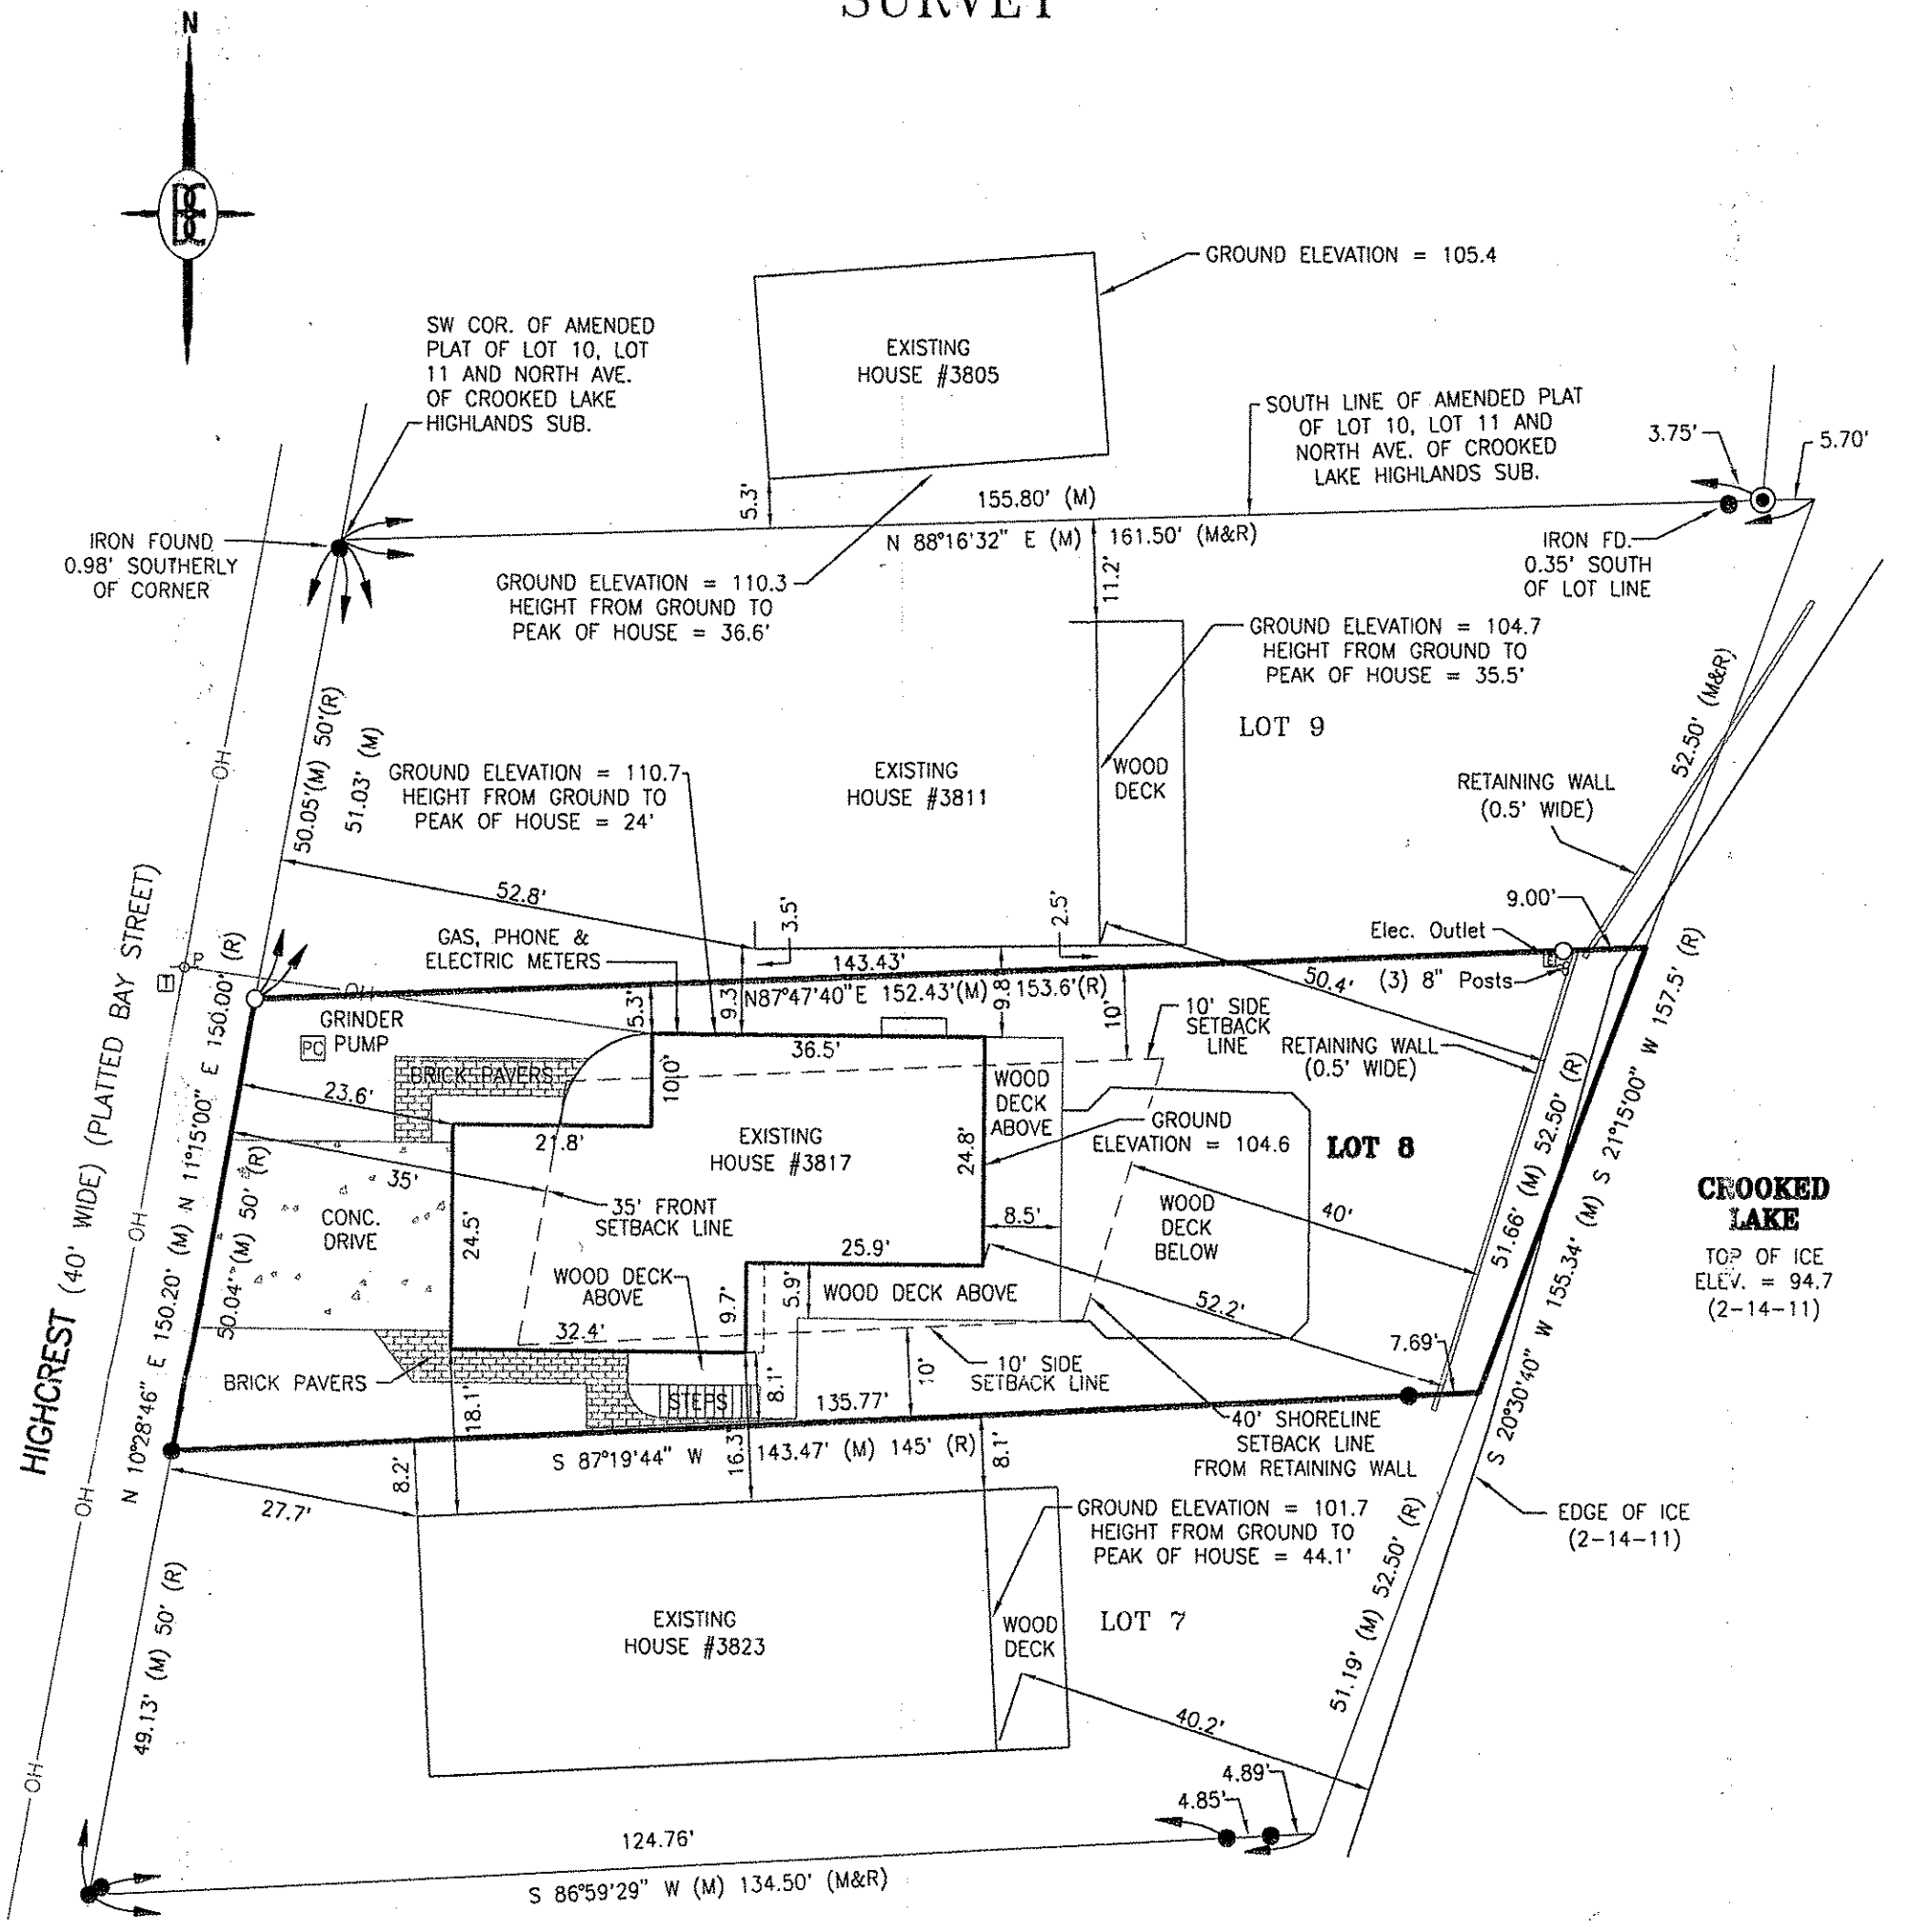 SURVEY
N
GROUND ELEVATION = 105.4
SW COR. OF AMENDED
PLAT OF LOT 10, LOT
11 AND NORTH AVE.
OF CROOKED LAKE
HIGHLANDS SUB.
EXISTING
HOUSE #3805
SOUTH LINE OF AMENDED PLAT
OF LOT 10, LOT 11 AND
NORTH AVE. OF CROOKED
LAKE HIGHLANDS SUB.
3.75'
5.70'
5.3'
155.80' (M)
N 88°16'32" E (M) 161.50' (M&R)
IRON FOUND
0.98' SOUTHERLY
OF CORNER
IRON FD.
0.35' SOUTH
OF LOT LINE
GROUND ELEVATION = 110.3
HEIGHT FROM GROUND TO
PEAK OF HOUSE = 36.6'
11.2'
GROUND ELEVATION = 104.7
HEIGHT FROM GROUND TO
PEAK OF HOUSE = 35.5'
LOT 9
52.50' (M&R)
50.05'(M) 50'(R)
51.03' (M)
OH
GROUND ELEVATION = 110.7
HEIGHT FROM GROUND TO
PEAK OF HOUSE = 24'
EXISTING
HOUSE #3811
WOOD
DECK
RETAINING WALL
(0.5' WIDE)
52.8'
3.5'
2.5'
9.00'
GAS, PHONE &
ELECTRIC METERS
Elec. Outlet
E
143.43'
50.4'
(3) 8" Posts
P
T
OH
N87°47'40"E 152.43'(M) 153.6'(R)
5.3'
9.3'
9.8'
10'
10' SIDE
SETBACK
LINE
GRINDER
PUMP
PC
RETAINING WALL
(0.5' WIDE)
36.5'
BRICK PAVERS
10.0'
WOOD
DECK
ABOVE
23.6'
21.8'
EXISTING
HOUSE #3817
24.8'
GROUND
ELEVATION = 104.6
LOT 8
35'
35' FRONT
SETBACK LINE
CONC.
DRIVE
24.5'
8.5'
WOOD
DECK
BELOW
40'
25.9'
WOOD DECK
ABOVE
9.7'
5.9'
WOOD DECK ABOVE
52.2'
32.4'
7.69'
CROOKED
LAKE
TOP OF ICE
ELEV. = 94.7
(2-14-11)
51.66' (M) 52.50' (R)
S 20°30'40" W 155.34' (M) S 21°15'00" W 157.5' (R)
HIGHCREST (40' WIDE) (PLATTED BAY STREET)
N 10°28'46" E 150.20' (M) N 11°15'00" E 150.00' (R)
50.04' (M) 50' (R)
OH
BRICK PAVERS
STEPS
18.1'
8.1'
135.77'
10'
10' SIDE
SETBACK LINE
40' SHORELINE
SETBACK LINE
FROM RETAINING WALL
S 87°19'44" W 143.47' (M) 145' (R)
8.2'
16.3'
8.1'
27.7'
OH
GROUND ELEVATION = 101.7
HEIGHT FROM GROUND TO
PEAK OF HOUSE = 44.1'
EDGE OF ICE
(2-14-11)
EXISTING
HOUSE #3823
WOOD
DECK
LOT 7
51.19' (M) 52.50' (R)
49.13' (M) 50' (R)
40.2'
OH
4.89'
4.85'
124.76'
S 86°59'29" W (M) 134.50' (M&R)